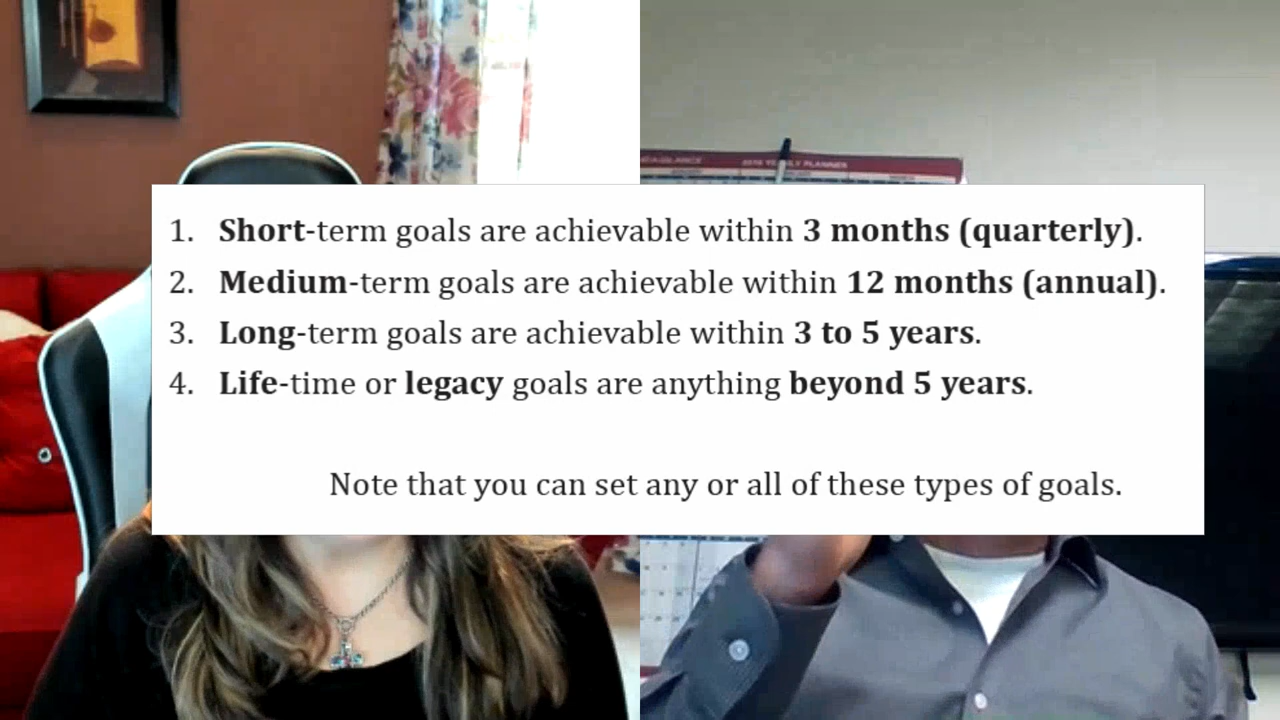 YEARLY PLANNER
1. Short-term goals are achievable within 3 months (quarterly).
2. Medium-term goals are achievable within 12 months (annual).
3. Long-term goals are achievable within 3 to 5 years.
4. Life-time or legacy goals are anything beyond 5 years.
Note that you can set any or all of these types of goals.